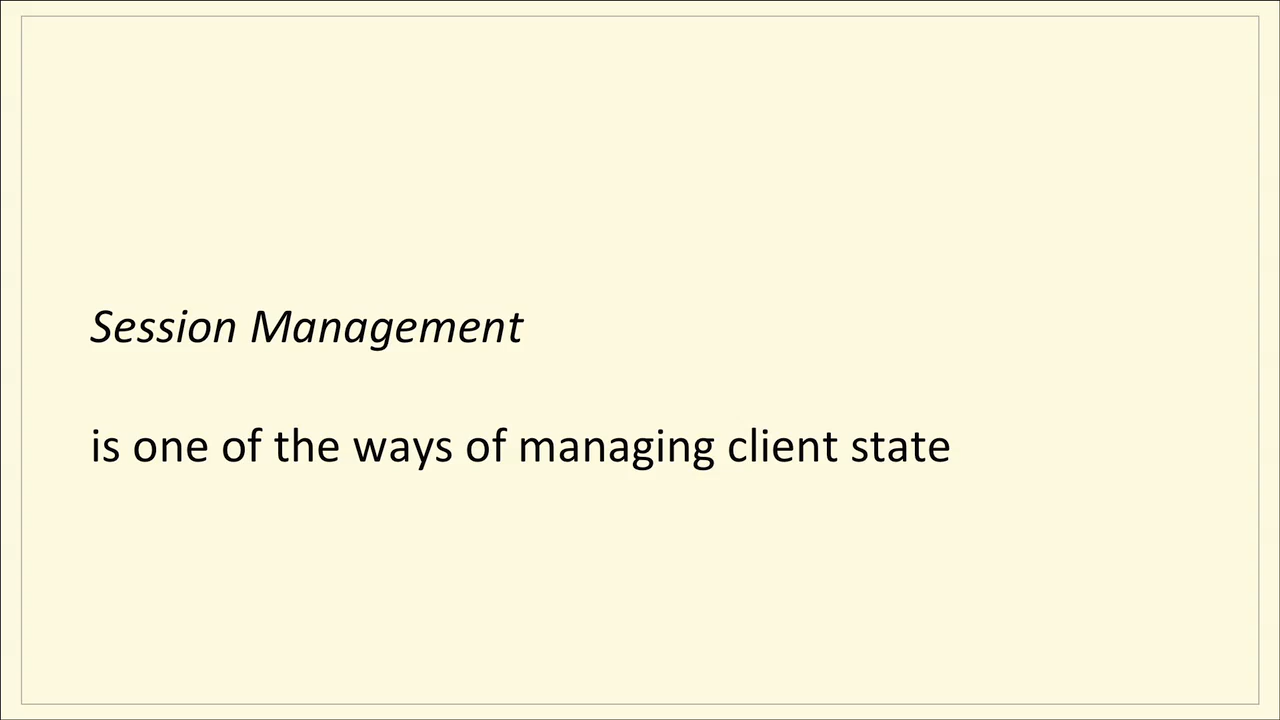 Session Management
is one of the ways of managing client state